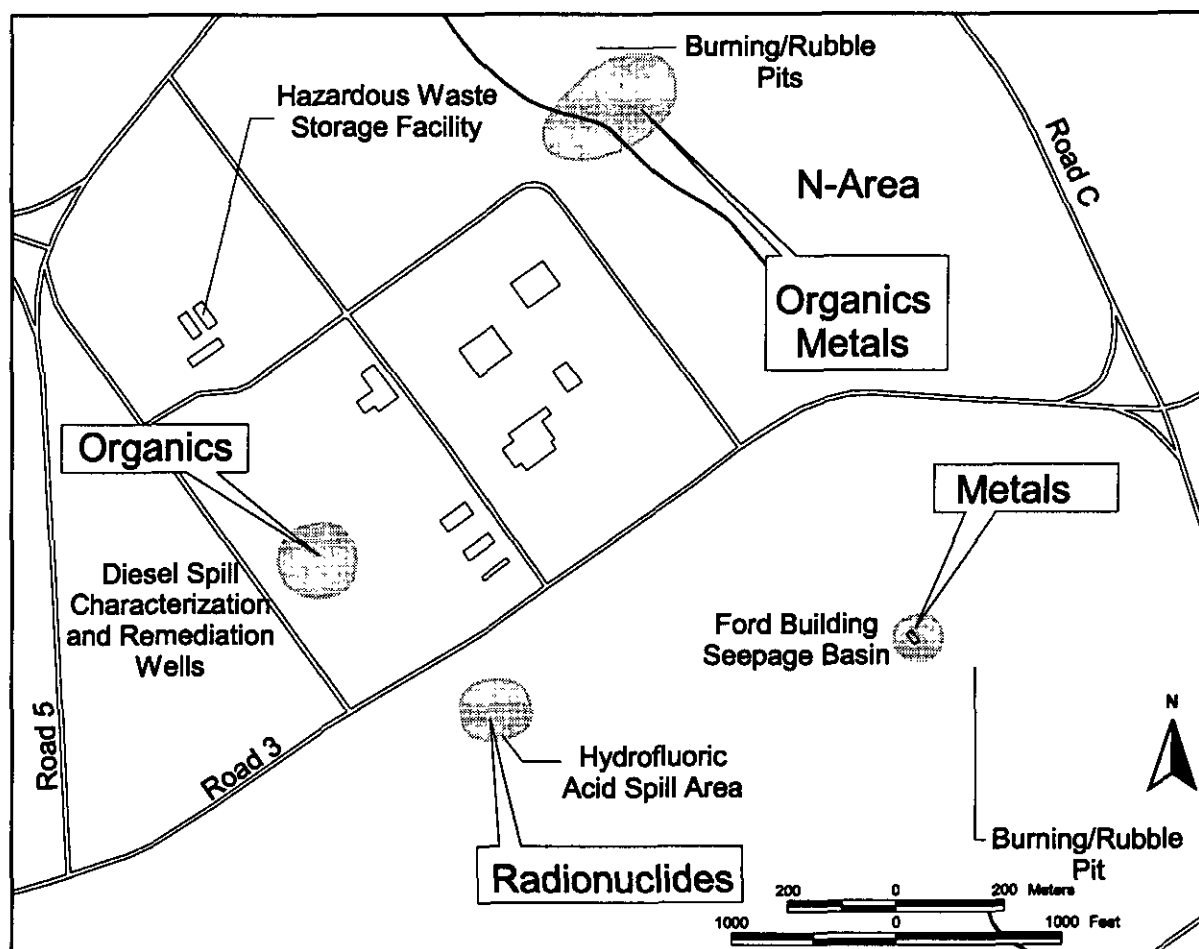 Burning/Rubble
Pits
Hazardous Waste
Storage Facility
Road C
N-Area
Organics
Metals
Organics
Metals
Diesel Spill
Characterization
and Remediation
Wells
Ford Building
Seepage Basin
Road 5
Road 3
Hydrofluoric
Acid Spill Area
Radionuclides
N
Burning/Rubble
Pit
200 0 200 Meters
1000 0 1000 Feet